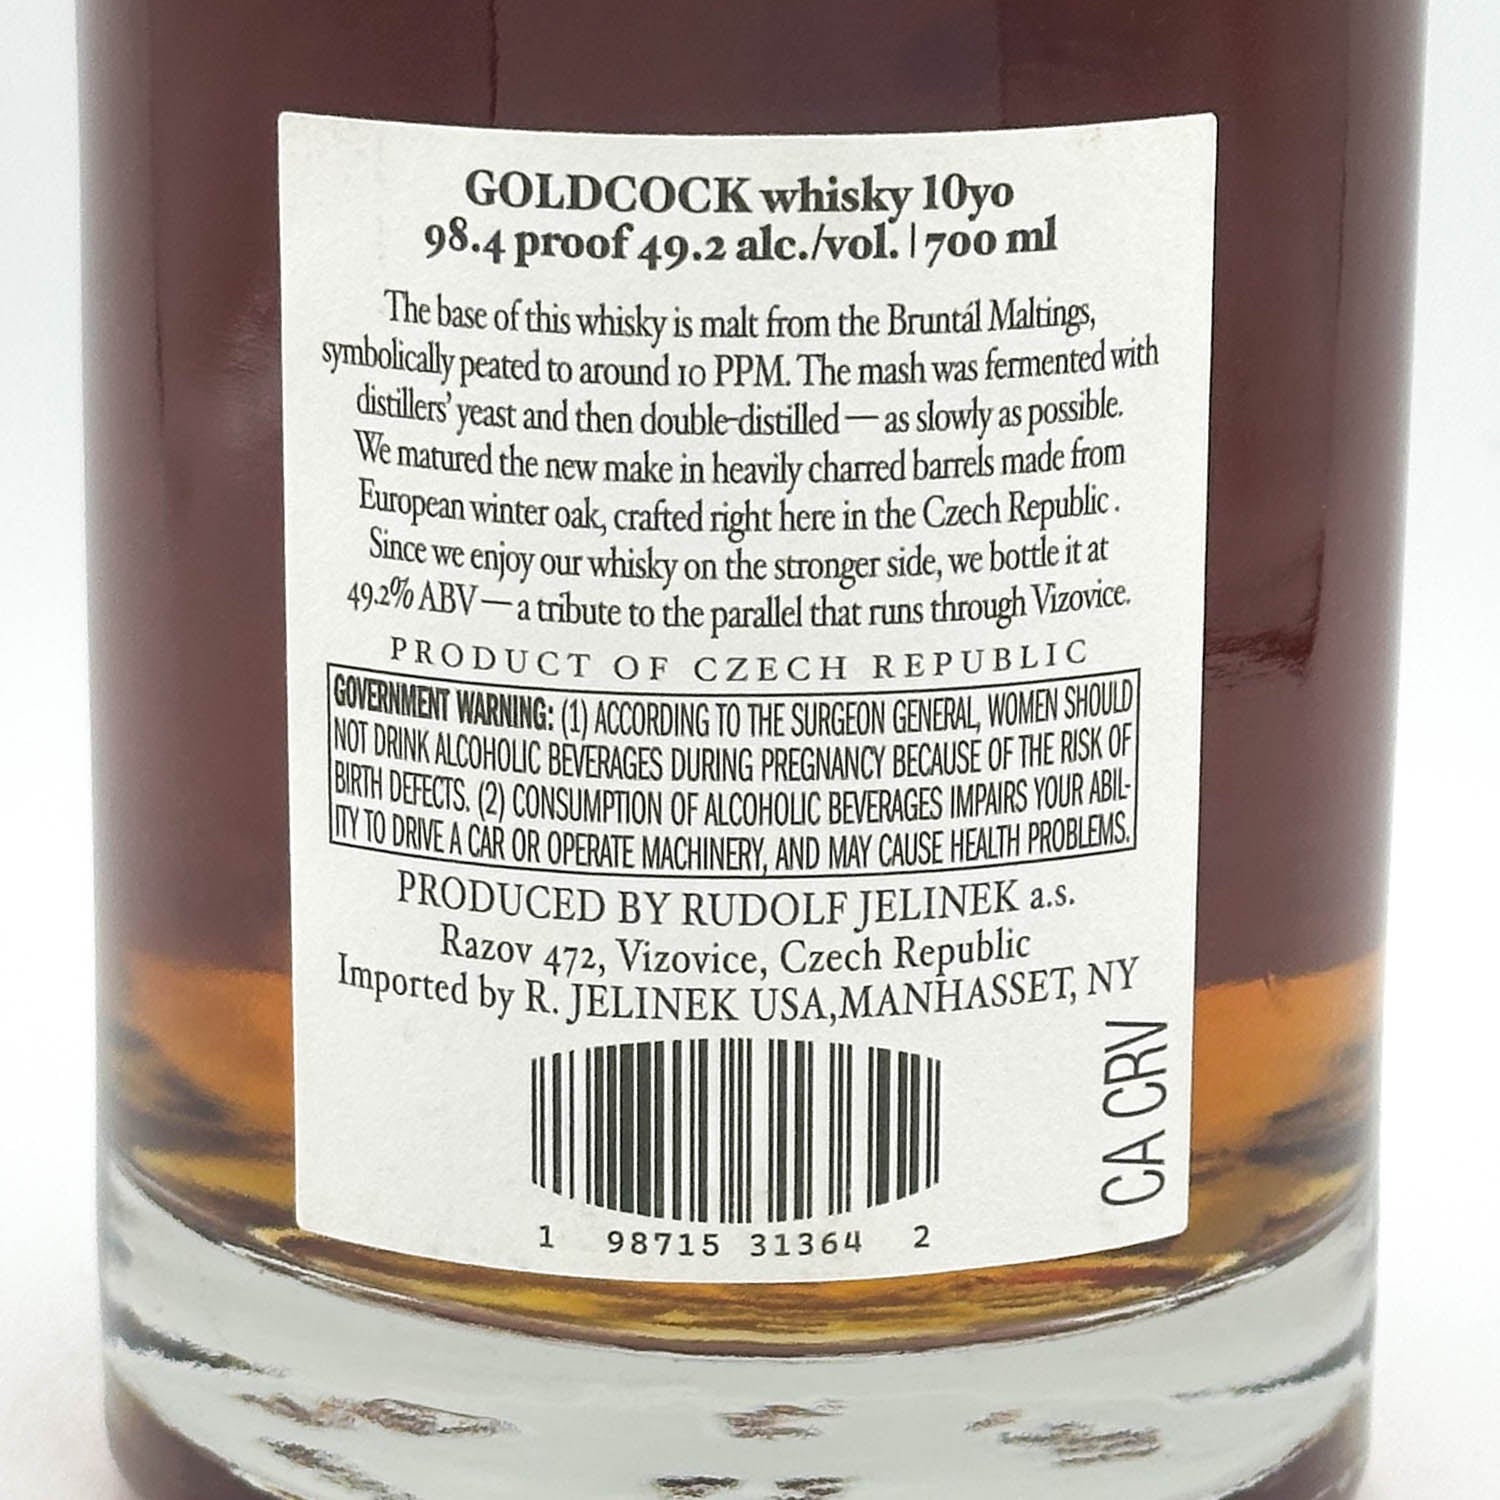 GOLDCOCK whisky 10yo
98.4 proof 49.2 alc./vol. | 700 ml
The base of this whisky is malt from the Bruntál Maltings,
symbolically peated to around 10 PPM. The mash was fermented with
distillers' yeast and then double-distilled — as slowly as possible.
We matured the new make in heavily charred barrels made from
European winter oak, crafted right here in the Czech Republic .
Since we enjoy our whisky on the stronger side, we bottle it at
49.2% ABV — a tribute to the parallel that runs through Vizovice.
PRODUCT OF CZECH REPUBLIC
GOVERNMENT WARNING: (1) ACCORDING TO THE SURGEON GENERAL, WOMEN SHOULD
NOT DRINK ALCOHOLIC BEVERAGES DURING PREGNANCY BECAUSE OF THE RISK OF
BIRTH DEFECTS. (2) CONSUMPTION OF ALCOHOLIC BEVERAGES IMPAIRS YOUR ABIL-
ITY TO DRIVE A CAR OR OPERATE MACHINERY, AND MAY CAUSE HEALTH PROBLEMS.
PRODUCED BY RUDOLF JELINEK a.s.
Razov 472, Vizovice, Czech Republic
Imported by R. JELINEK USA,MANHASSET, NY
CA CRV
1 98715 31364 2